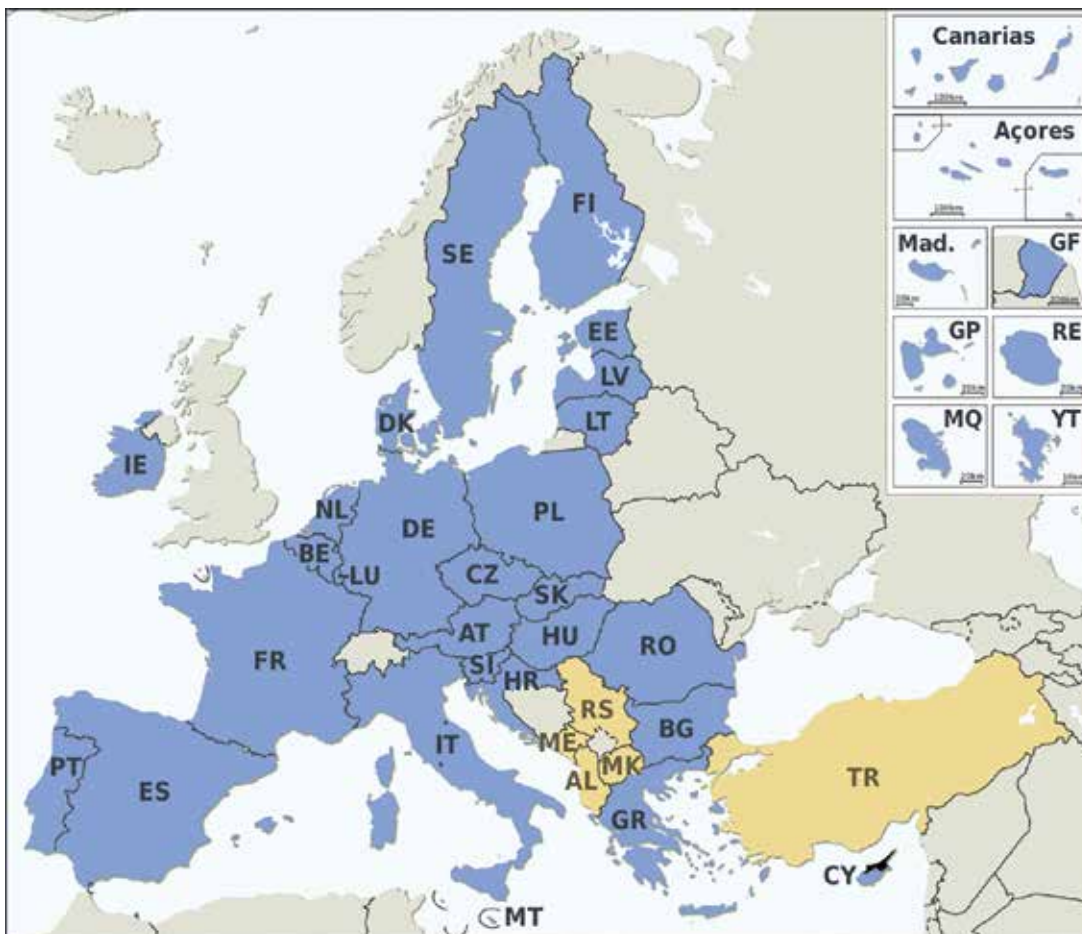 Canarias
Açores
Mad.
GF
GP
RE
MQ
YT
FI
SE
EE
LV
LT
DK
IE
NL
DE
PL
BE
LU
CZ
SK
AT
HU
FR
SI
HR
RO
RS
IT
ME
BG
MK
PT
ES
AL
TR
GR
CY
MT